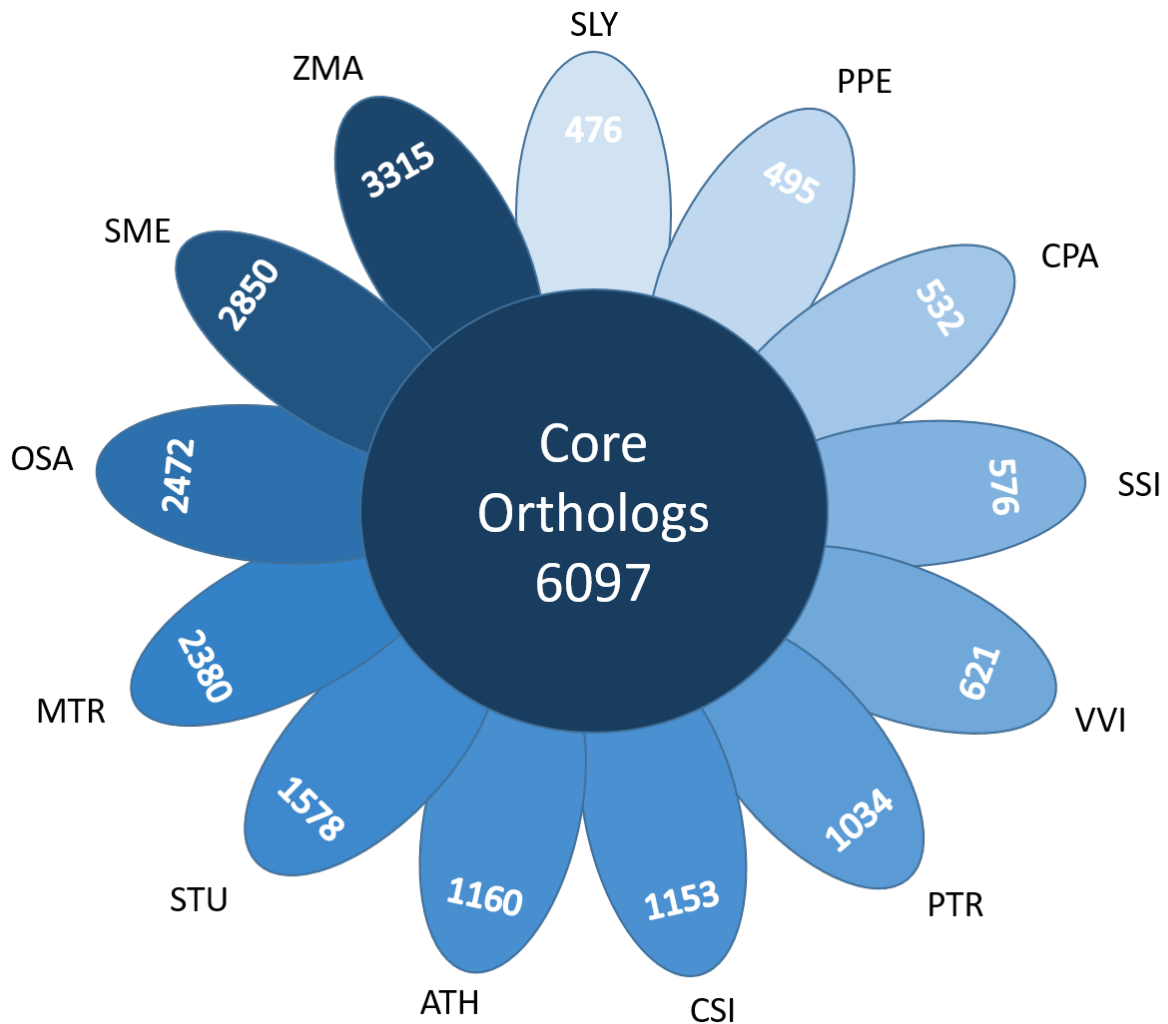 SLY
476
PPE
495
CPA
532
SSI
576
VVI
621
PTR
1034
CSI
1153
ATH
1160
STU
1578
MTR
2380
OSA
2472
SME
2850
ZMA
3315
Core
Orthologs
6097